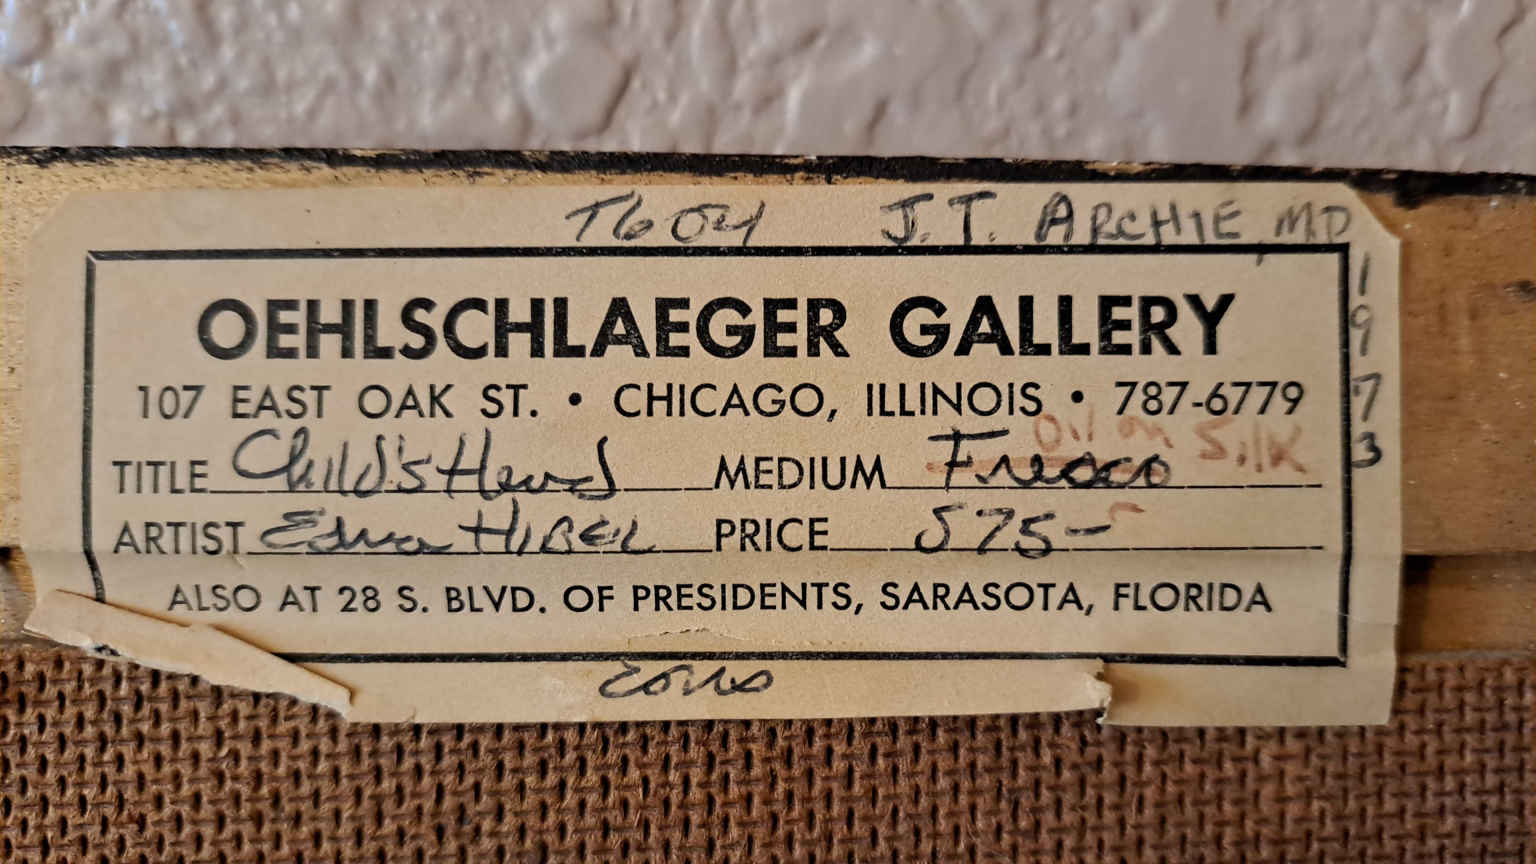 T604 J.T. ARCHIE, MD
1973
OEHLSCHLAEGER GALLERY
107 EAST OAK ST. • CHICAGO, ILLINOIS • 787-6779
Oil on Silk
TITLE Child's Head MEDIUM Fresco
ARTIST Edna HIBEL PRICE 575-
ALSO AT 28 S. BLVD. OF PRESIDENTS, SARASOTA, FLORIDA